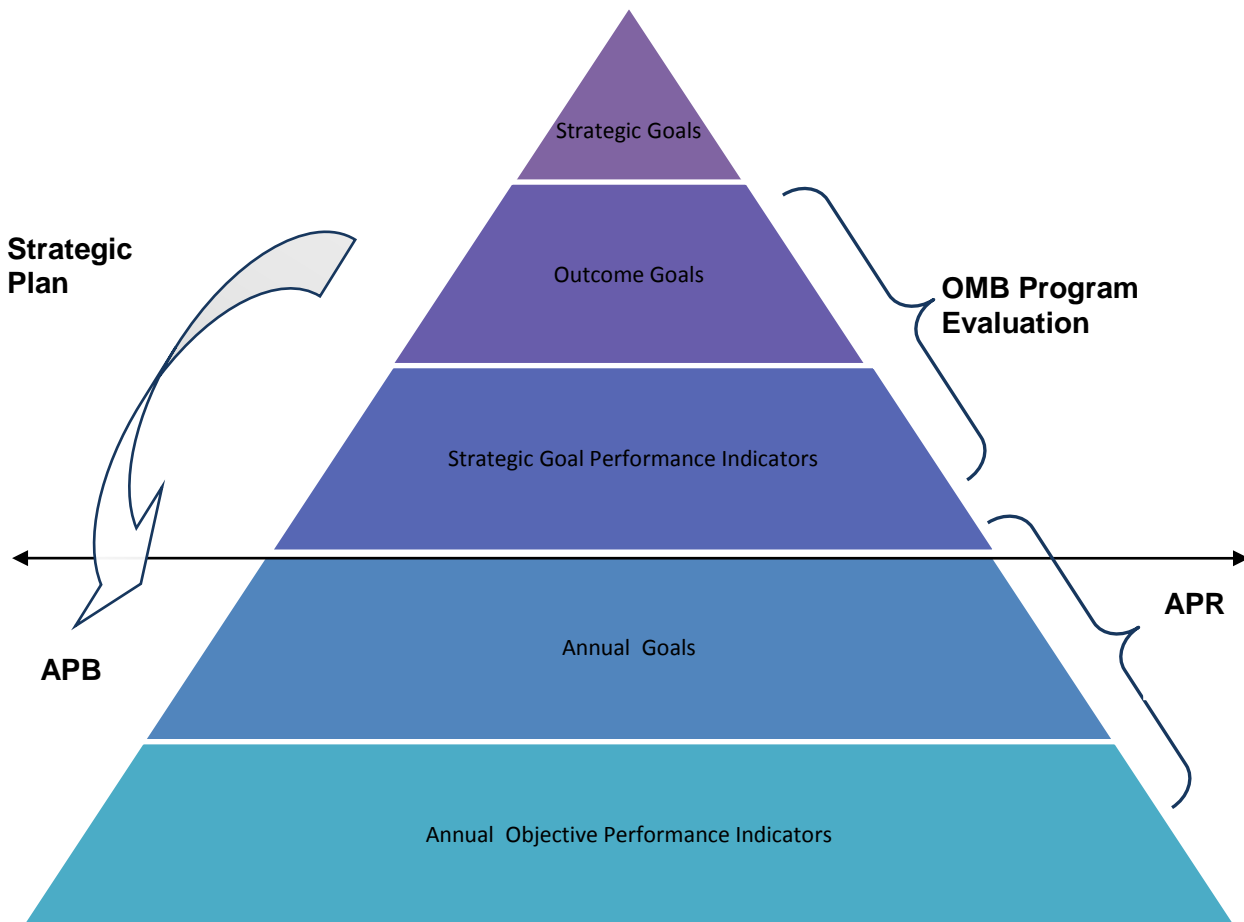 Strategic Goals
Strategic
Plan
Outcome Goals
OMB Program
Evaluation
Strategic Goal Performance Indicators
APR
Annual Goals
APB
Annual Objective Performance Indicators